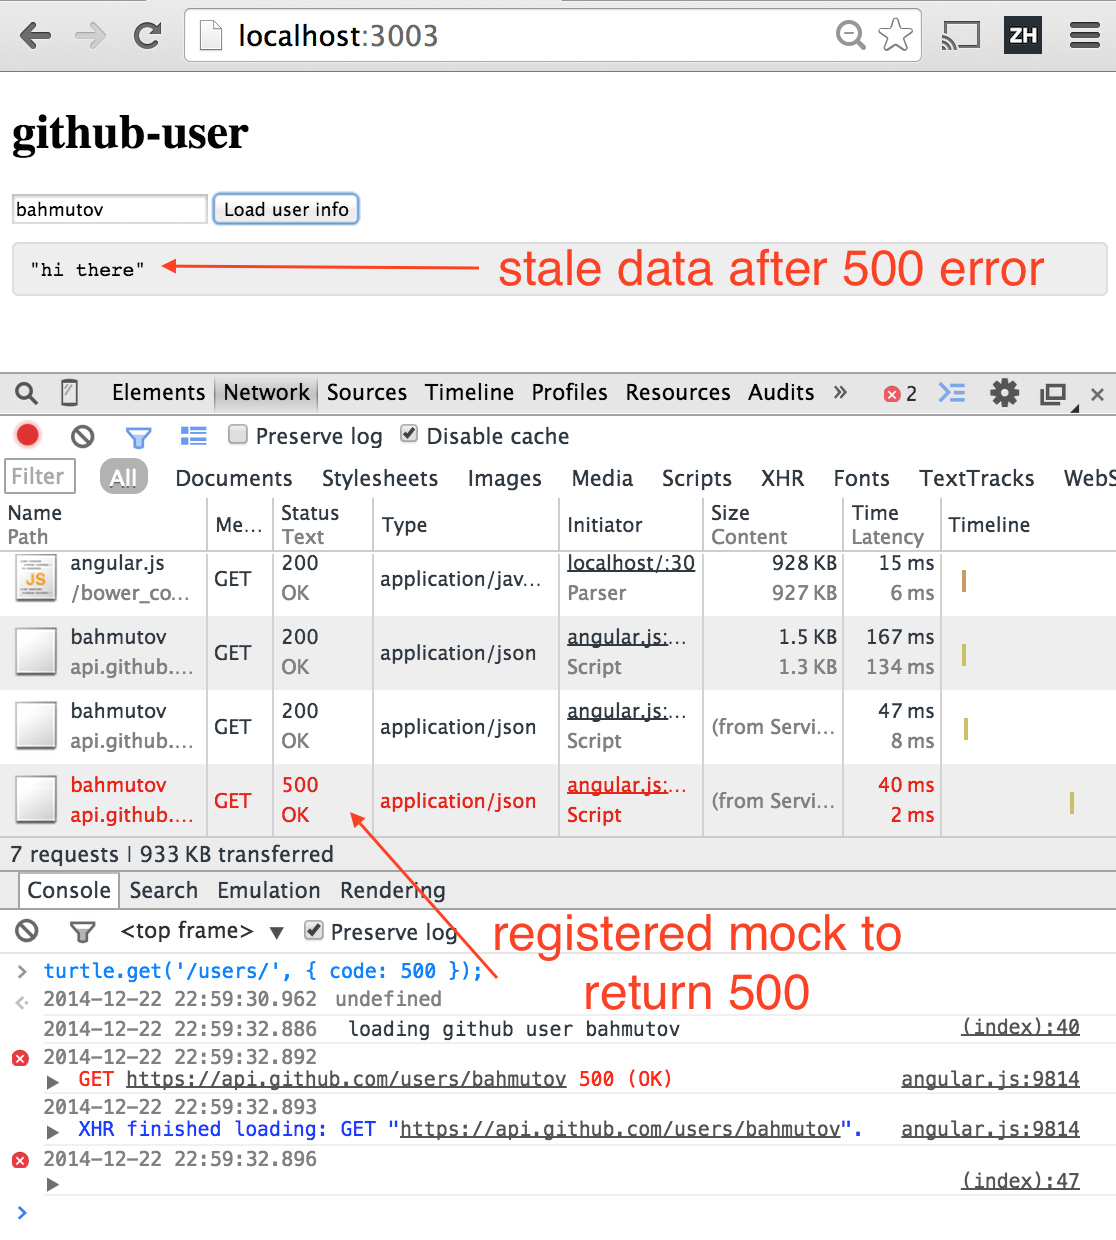 localhost:3003
ZH
github-user
bahmutov
Load user info
"hi there"
stale data after 500 error
Elements Network Sources Timeline Profiles Resources Audits » 2
Preserve log Disable cache
Filter All Documents Stylesheets Images Media Scripts XHR Fonts TextTracks WebS
Name Me... Status Type Initiator Size Time Timeline
Path Text Content Latency
angular.js GET 200 application/jav... localhost/:30 928 KB 15 ms
JS /bower_co... OK Parser 927 KB 6 ms
bahmutov GET 200 application/json angular.js:... 1.5 KB 167 ms
api.github.... OK Script 1.3 KB 134 ms
bahmutov GET 200 application/json angular.js:... (from Servi... 47 ms
api.github.... OK Script 8 ms
bahmutov GET 500 application/json angular.js:... (from Servi... 40 ms
api.github.... OK Script 2 ms
7 requests | 933 KB transferred
Console Search Emulation Rendering
<top frame> ▼ Preserve log
registered mock to
return 500
> turtle.get('/users/', { code: 500 });
2014-12-22 22:59:30.962 undefined
2014-12-22 22:59:32.886 loading github user bahmutov (index):40
2014-12-22 22:59:32.892
▶ GET https://api.github.com/users/bahmutov 500 (OK) angular.js:9814
2014-12-22 22:59:32.893
▶ XHR finished loading: GET "https://api.github.com/users/bahmutov". angular.js:9814
2014-12-22 22:59:32.896
▶ (index):47
>